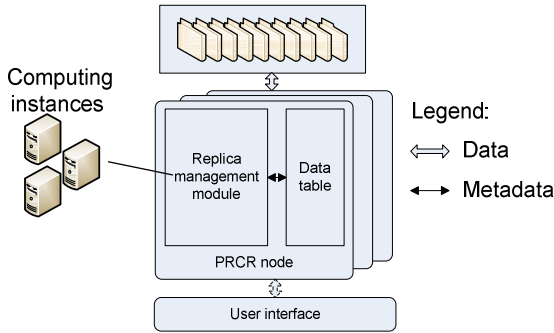 Computing
instances
Replica
management
module
Data
table
PRCR node
User interface
Legend:
Data
Metadata